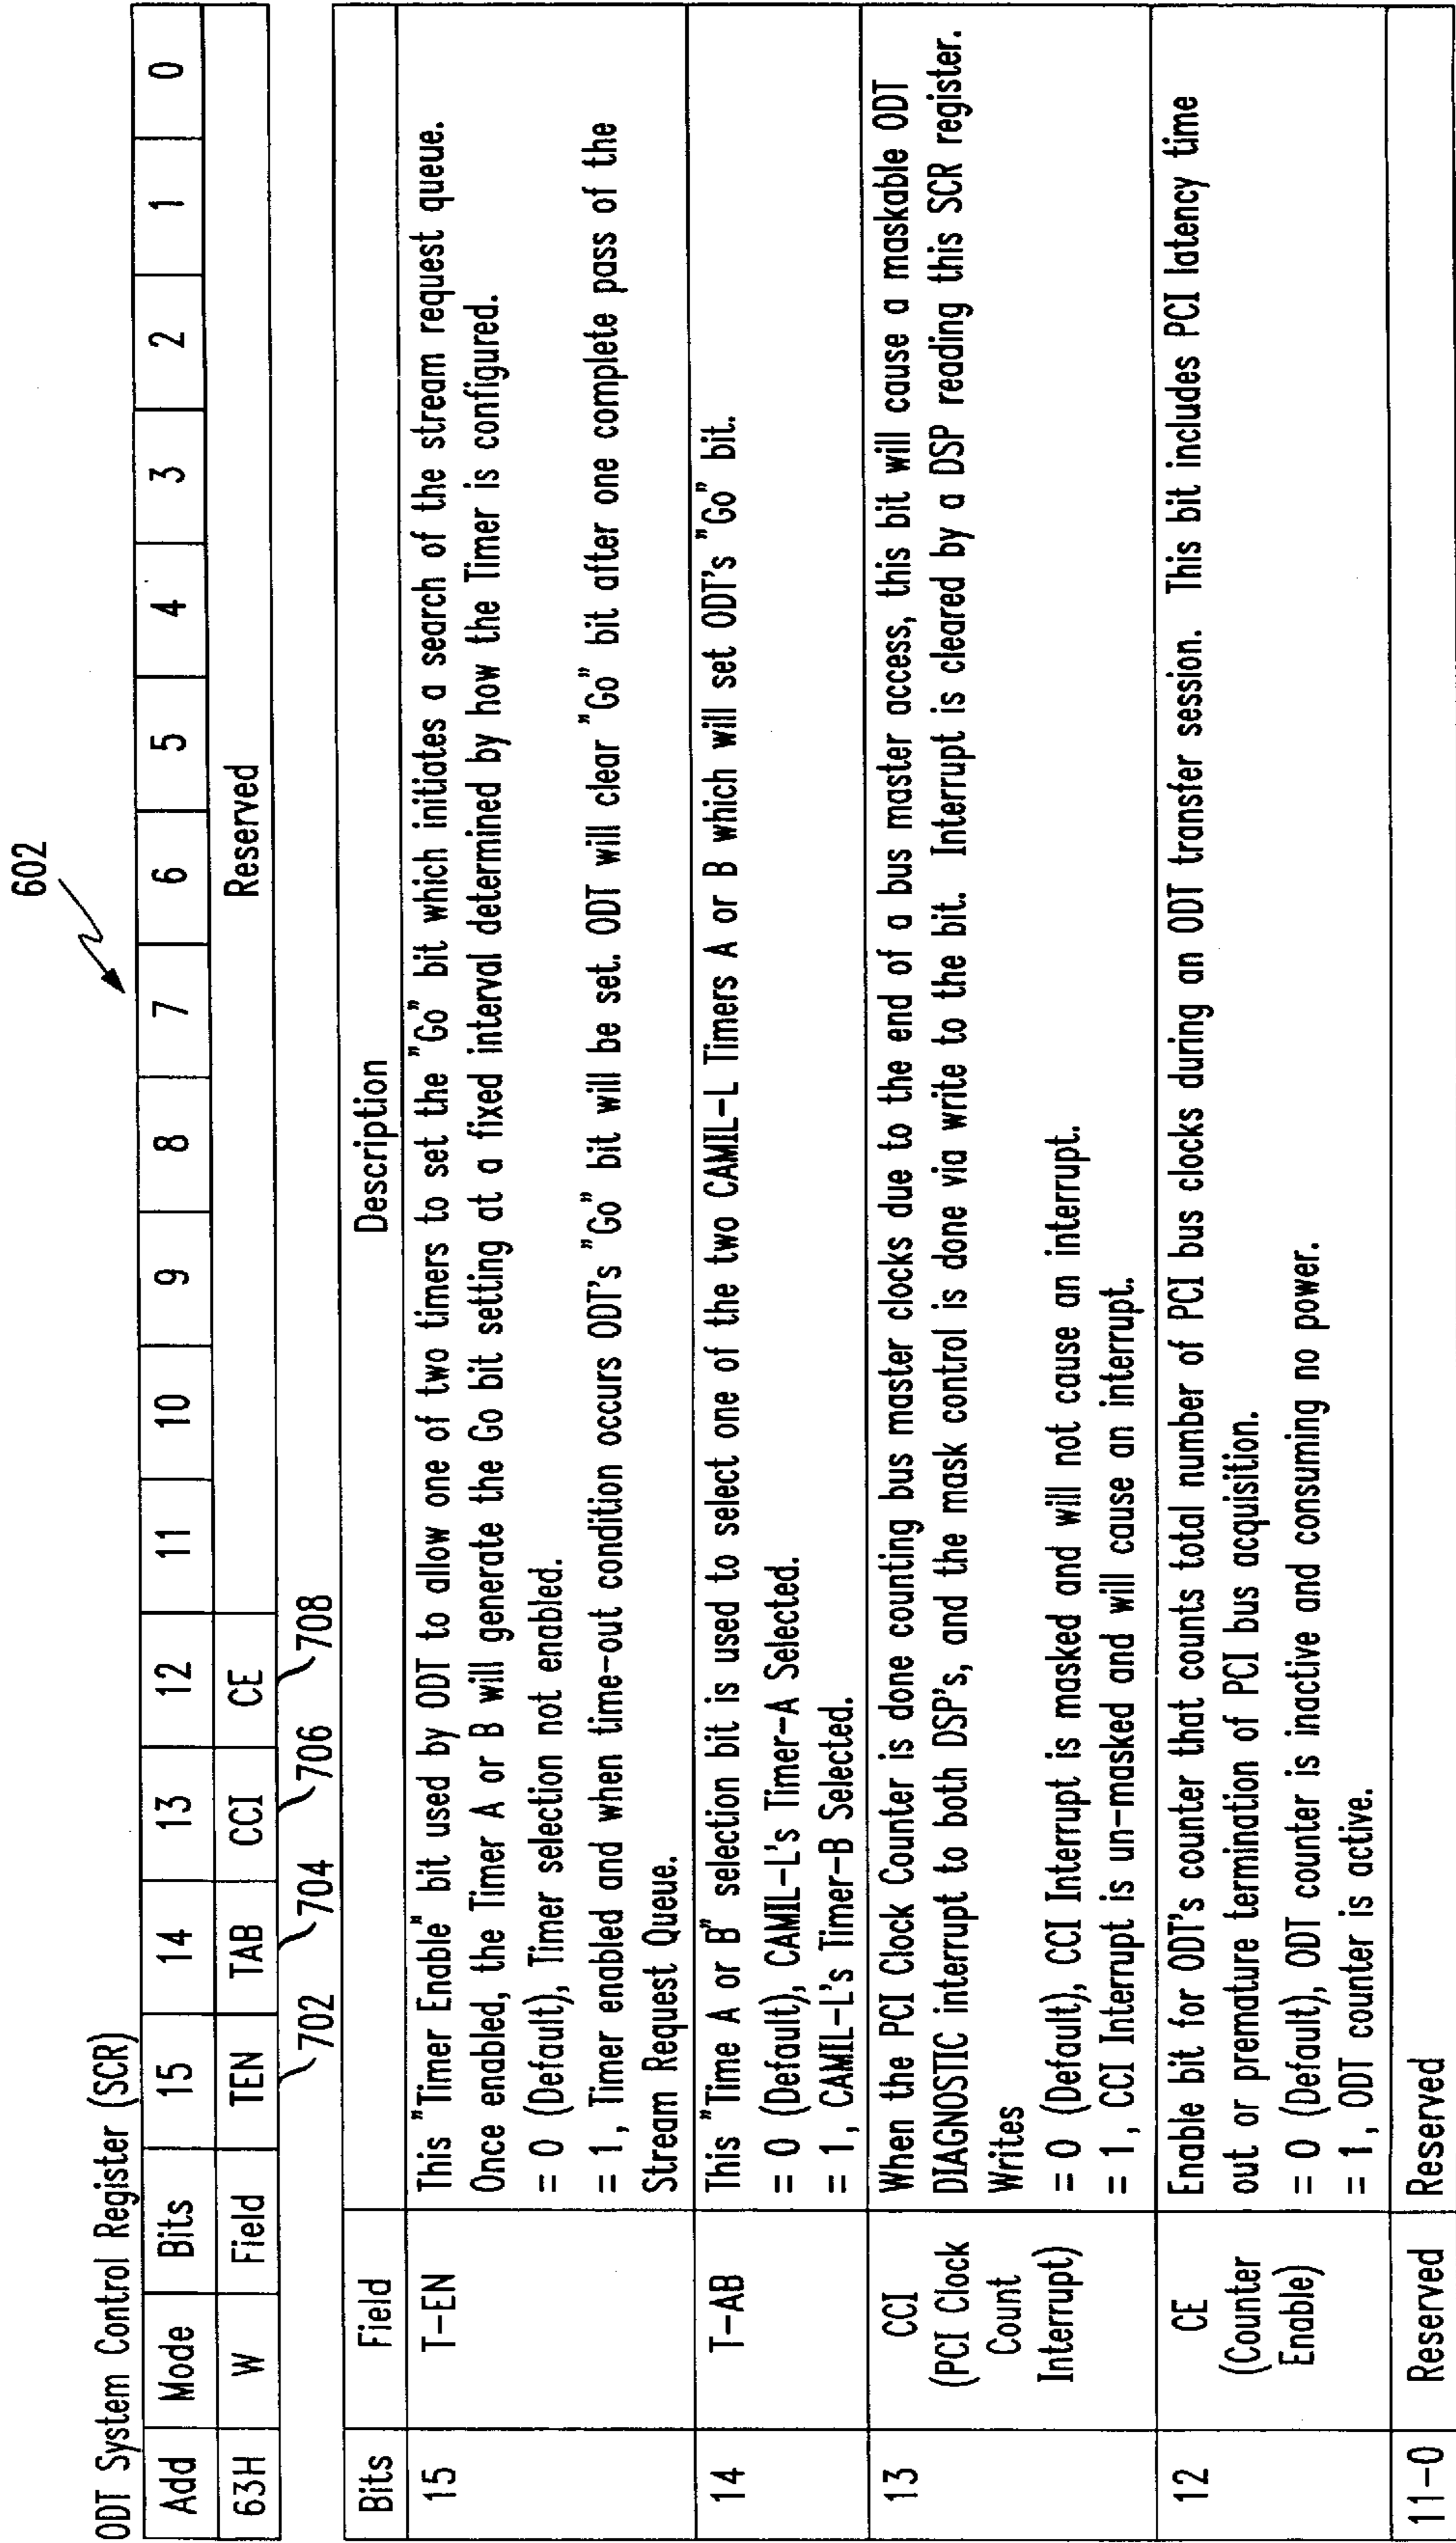 602
ODT System Control Register (SCR)
Add Mode Bits 15 14 13 12 11 10 9 8 7 6 5 4 3 2 1 0
63H W Field TEN TAB CCI CE Reserved
702 704 706 708
Bits Field Description
15 T-EN This "Timer Enable" bit used by ODT to allow one of two timers to set the "Go" bit which initiates a search of the stream request queue.
Once enabled, the Timer A or B will generate the Go bit setting at a fixed interval determined by how the Timer is configured.
= 0 (Default), Timer selection not enabled.
= 1, Timer enabled and when time-out condition occurs ODT's "Go" bit will be set. ODT will clear "Go" bit after one complete pass of the
Stream Request Queue.
14 T-AB This "Time A or B" selection bit is used to select one of the two CAMIL-L Timers A or B which will set ODT's "Go" bit.
= 0 (Default), CAMIL-L's Timer-A Selected.
= 1, CAMIL-L's Timer-B Selected.
13 CCI (PCI Clock Count Interrupt) When the PCI Clock Counter is done counting bus master clocks due to the end of a bus master access, this bit will cause a maskable ODT
DIAGNOSTIC interrupt to both DSP's, and the mask control is done via write to the bit. Interrupt is cleared by a DSP reading this SCR register.
Writes
= 0 (Default), CCI Interrupt is masked and will not cause an interrupt.
= 1, CCI Interrupt is un-masked and will cause an interrupt.
12 CE (Counter Enable) Enable bit for ODT's counter that counts total number of PCI bus clocks during an ODT transfer session. This bit includes PCI latency time
out or premature termination of PCI bus acquisition.
= 0 (Default), ODT counter is inactive and consuming no power.
= 1, ODT counter is active.
11-0 Reserved Reserved